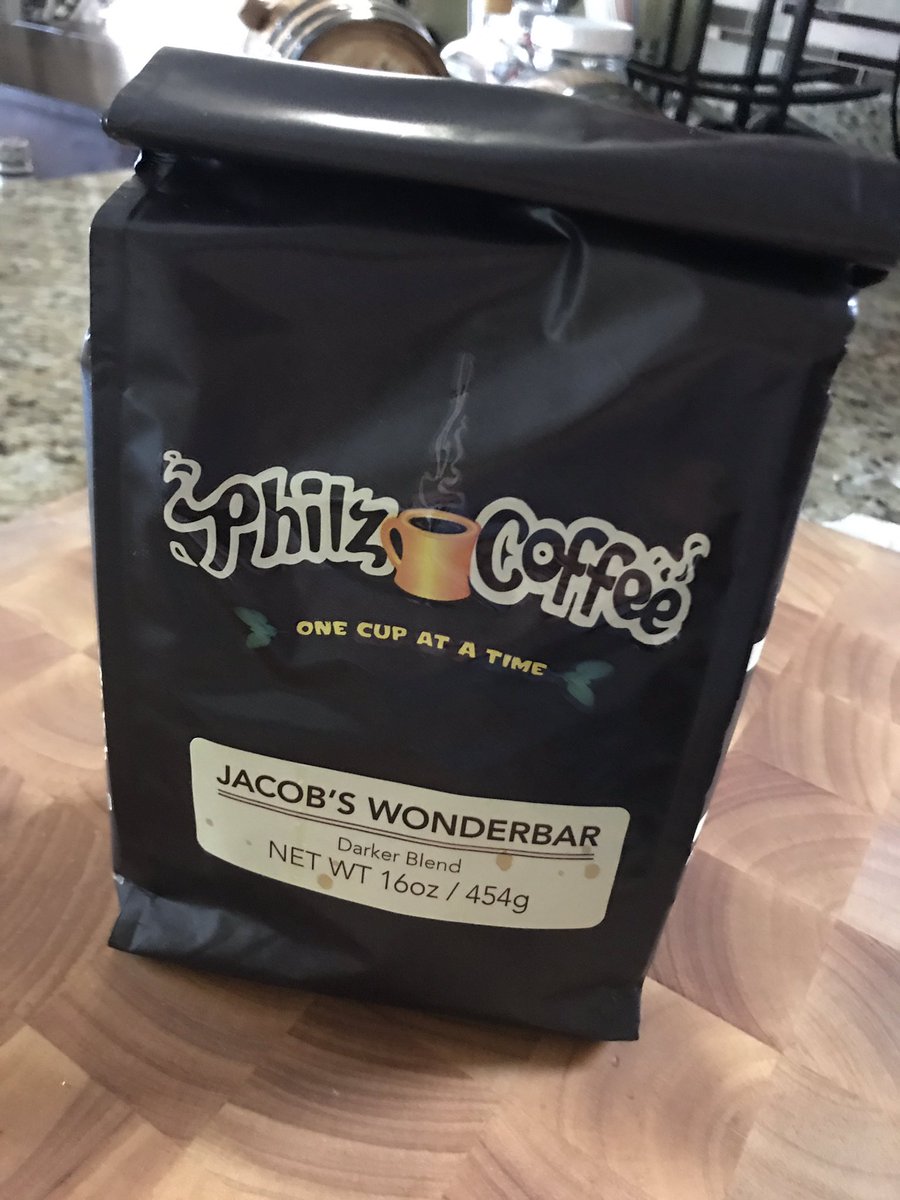 Philz Coffee
ONE CUP AT A TIME
JACOB'S WONDERBAR
Darker Blend
NET WT 16oz / 454g